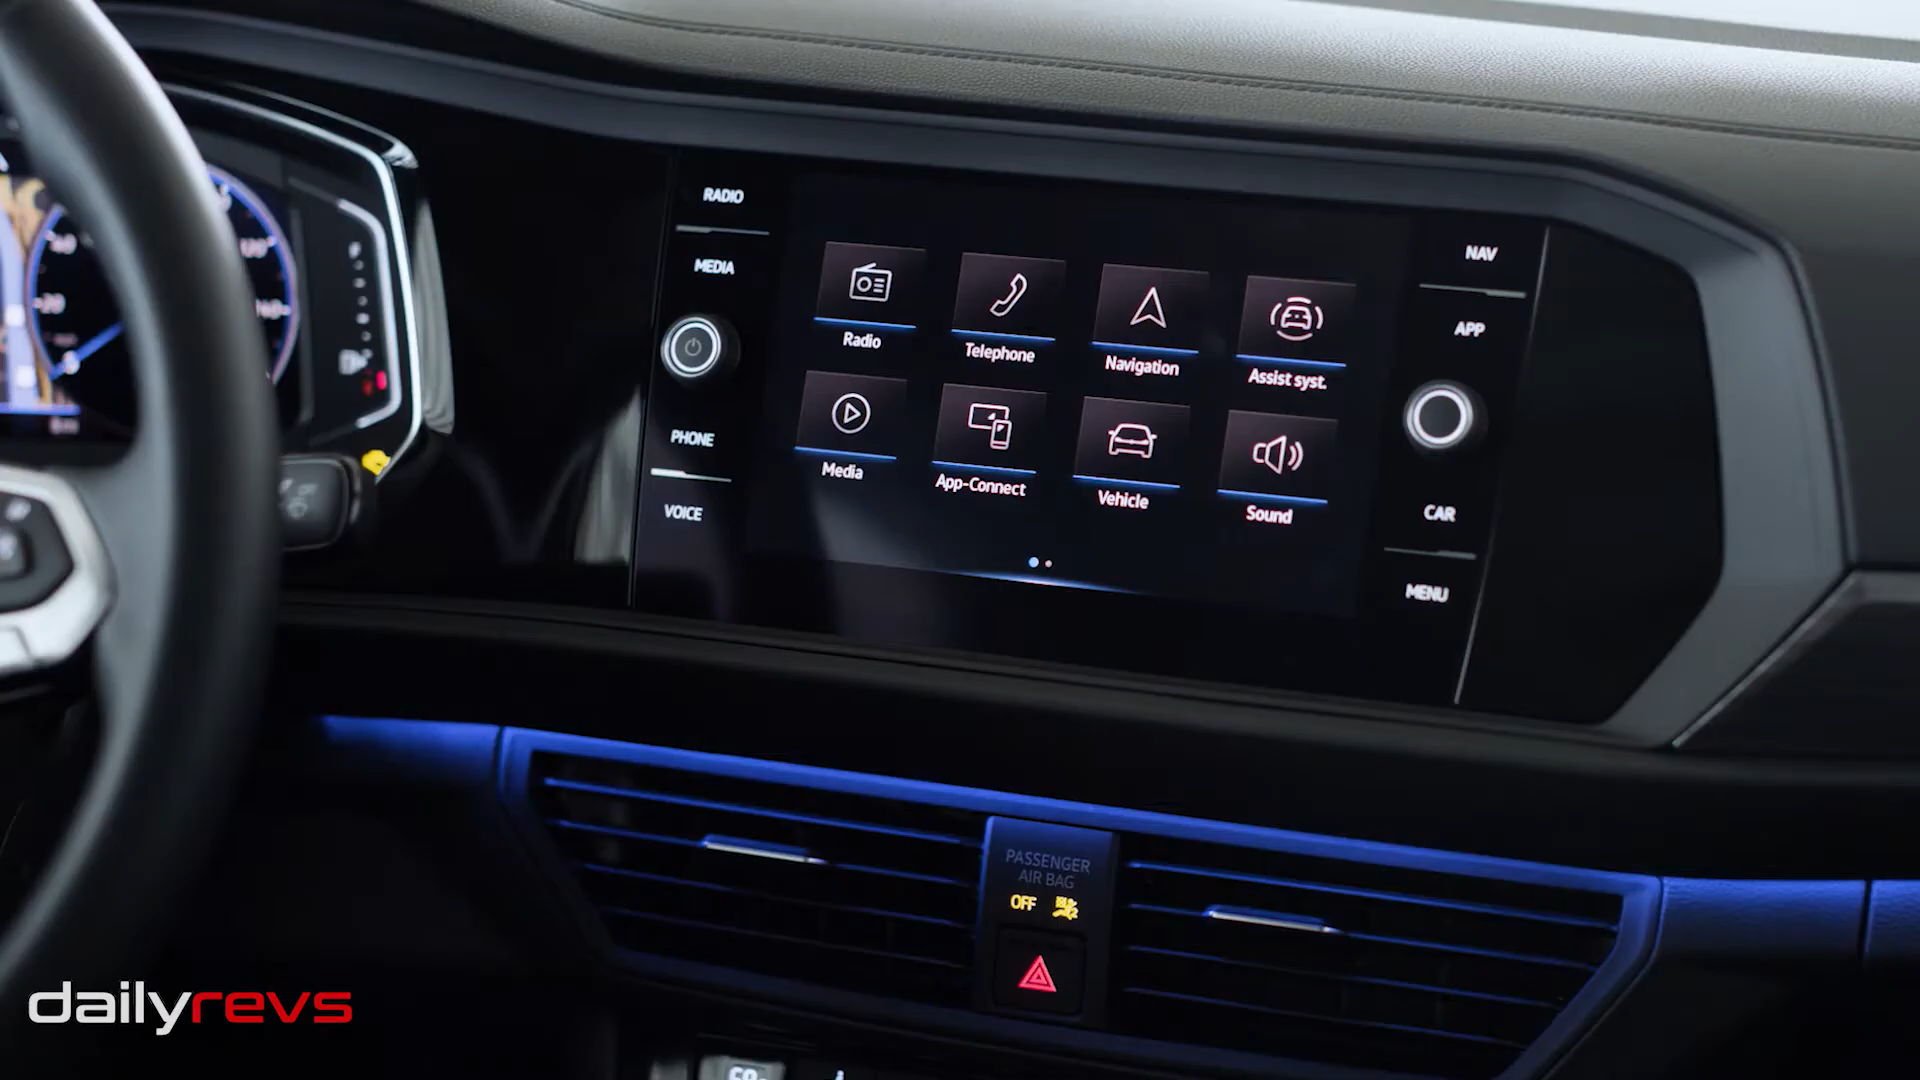 RADIO
MEDIA
PHONE
VOICE
Radio
Telephone
Navigation
Assist syst.
Media
App-Connect
Vehicle
Sound
NAV
APP
CAR
MENU
PASSENGER
AIR BAG
OFF
dailyrevs